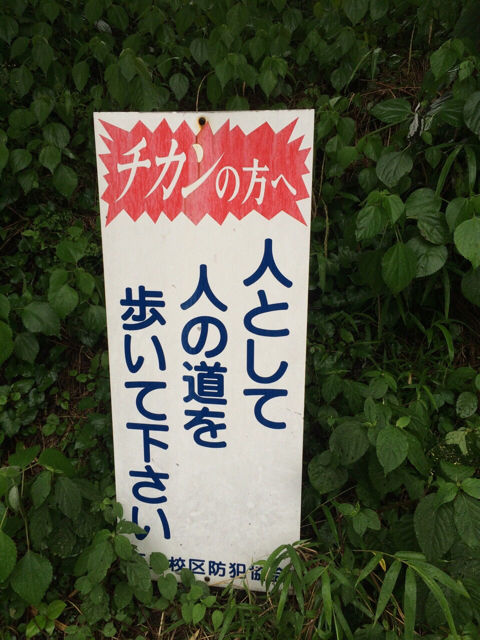 チカンの方へ
人として
人の道を
歩いて下さい
校区防犯協